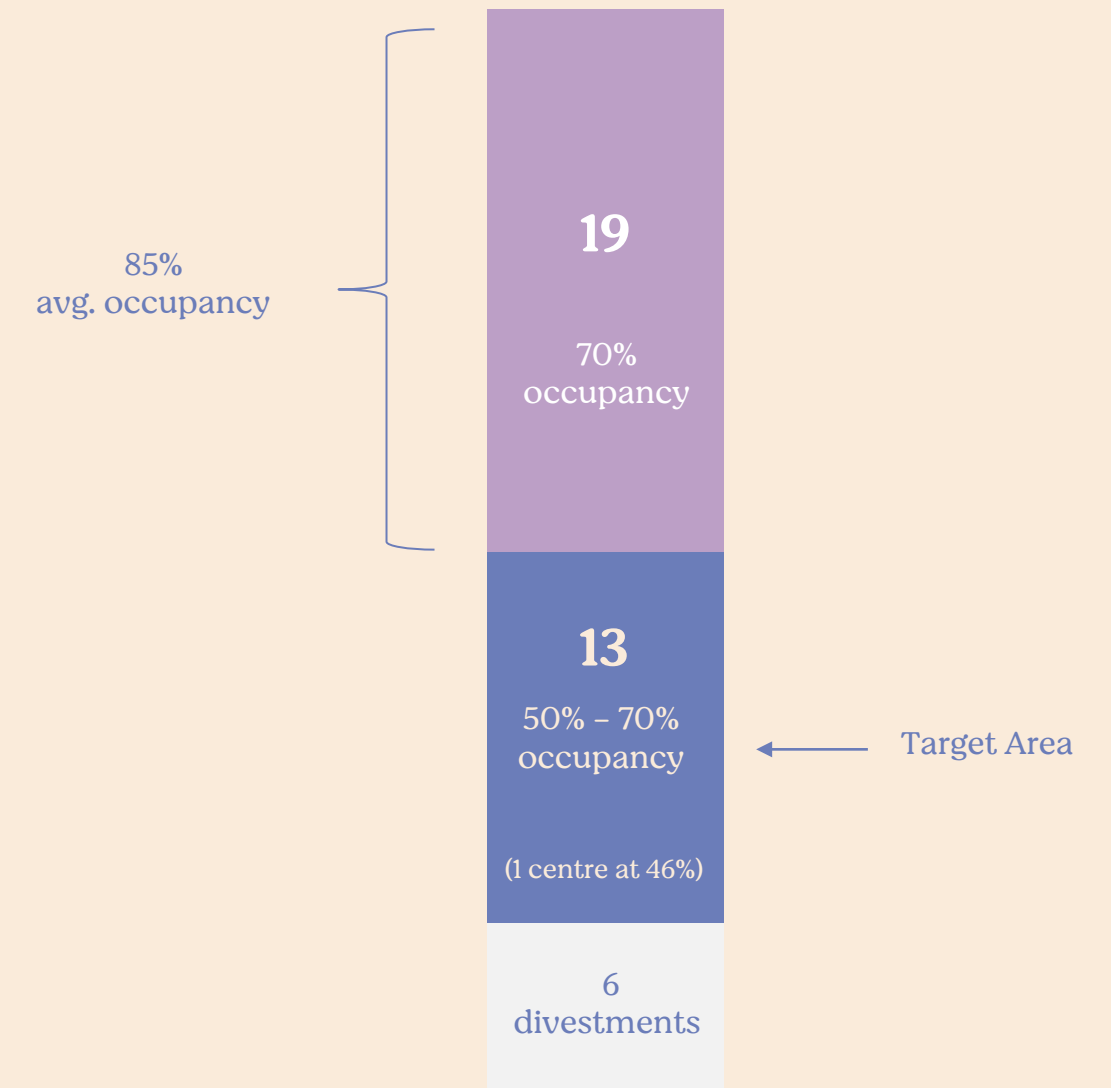 85%
avg. occupancy
19
70%
occupancy
13
50% – 70%
occupancy
(1 centre at 46%)
Target Area
6
divestments